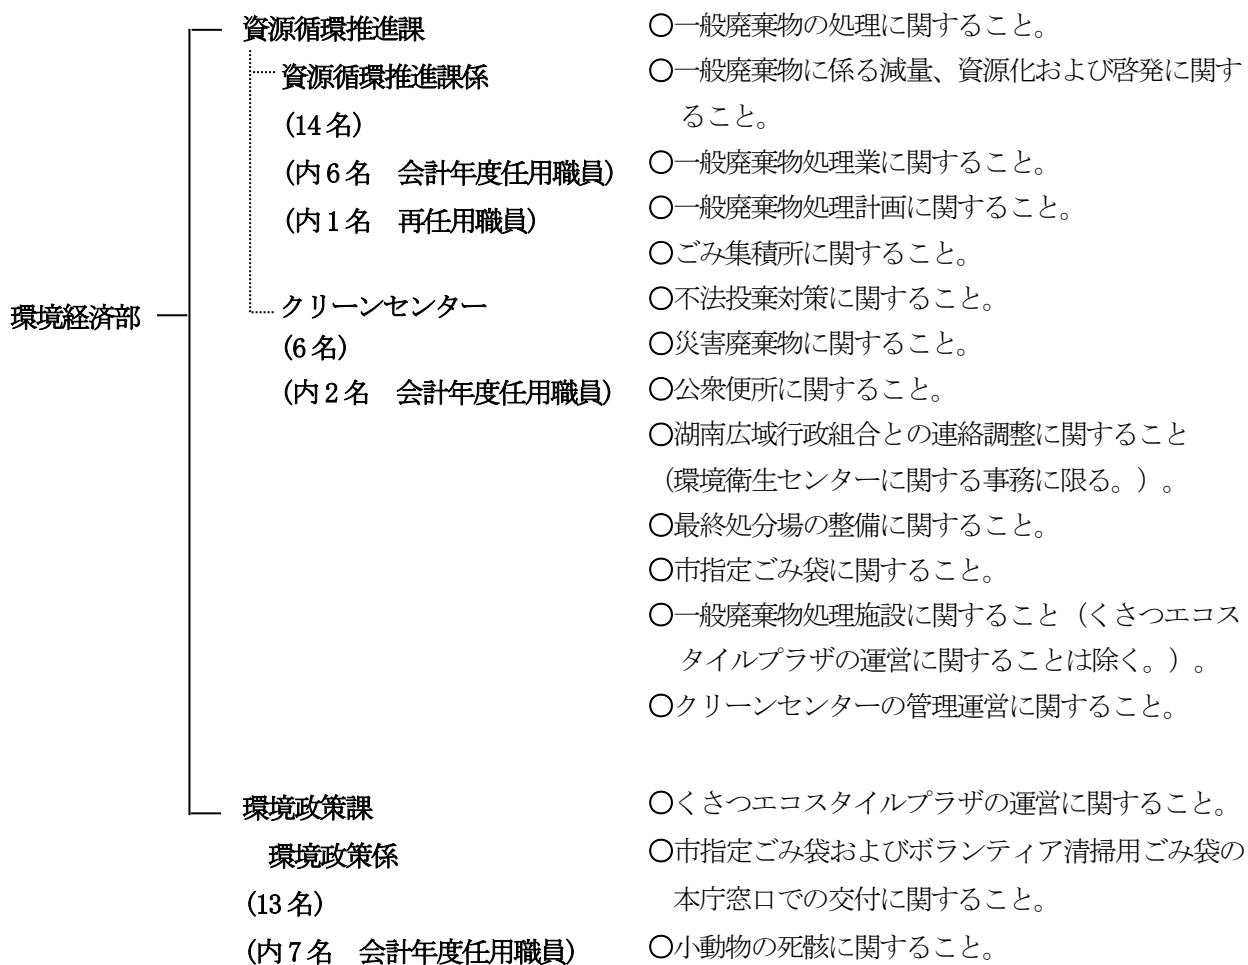 環境経済部
資源循環推進課
資源循環推進課係
(14名)
(内6名　会計年度任用職員)
(内1名　再任用職員)
クリーンセンター
(6名)
(内2名　会計年度任用職員)
〇一般廃棄物の処理に関すること。
〇一般廃棄物に係る減量、資源化および啓発に関す
ること。
〇一般廃棄物処理業に関すること。
〇一般廃棄物処理計画に関すること。
〇ごみ集積所に関すること。
〇不法投棄対策に関すること。
〇災害廃棄物に関すること。
〇公衆便所に関すること。
〇湖南広域行政組合との連絡調整に関すること
（環境衛生センターに関する事務に限る。）。
〇最終処分場の整備に関すること。
〇市指定ごみ袋に関すること。
〇一般廃棄物処理施設に関すること（くさつエコス
タイルプラザの運営に関することは除く。）。
〇クリーンセンターの管理運営に関すること。
環境政策課
環境政策係
(13名)
(内7名　会計年度任用職員)
〇くさつエコスタイルプラザの運営に関すること。
〇市指定ごみ袋およびボランティア清掃用ごみ袋の
本庁窓口での交付に関すること。
〇小動物の死骸に関すること。